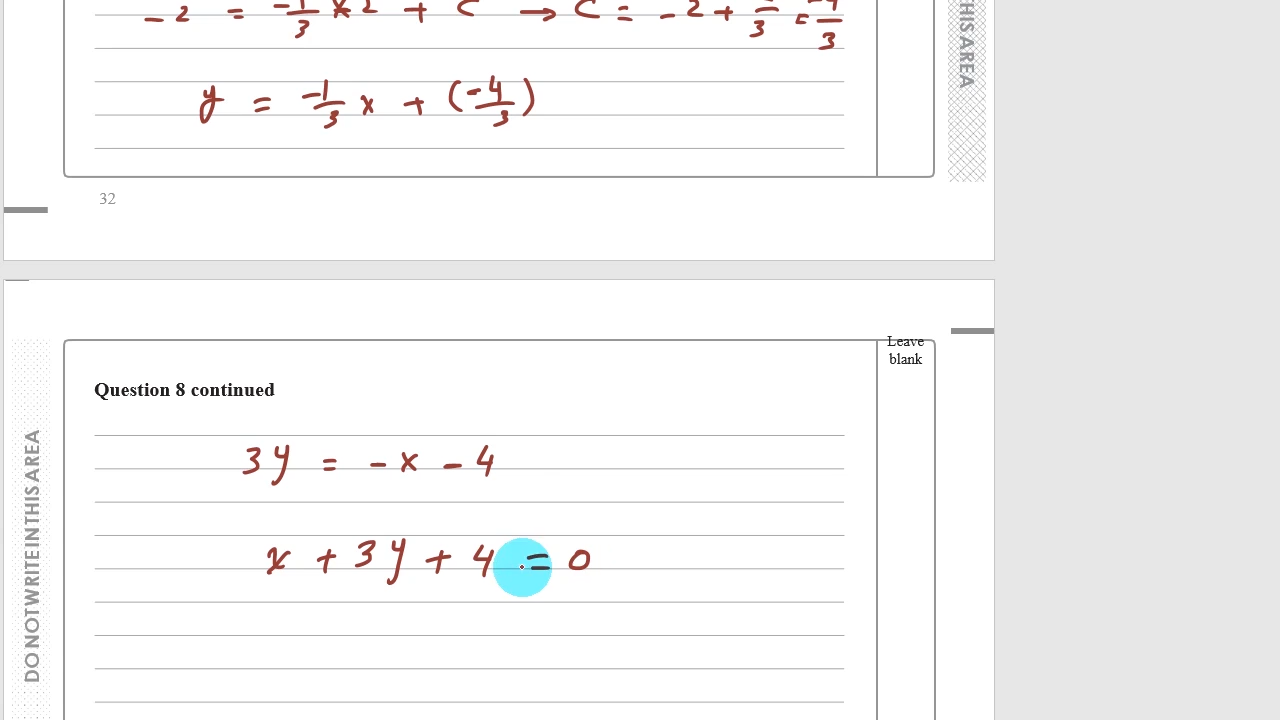 -2 = -1/3 × 2 + C → C = -2 + 2/3 = -4/3
THIS AREA
y = -1/3 x + (-4/3)
32
Leave
blank
Question 8 continued
3y = -x - 4
x + 3y + 4 = 0
DO NOT WRITE IN THIS AREA